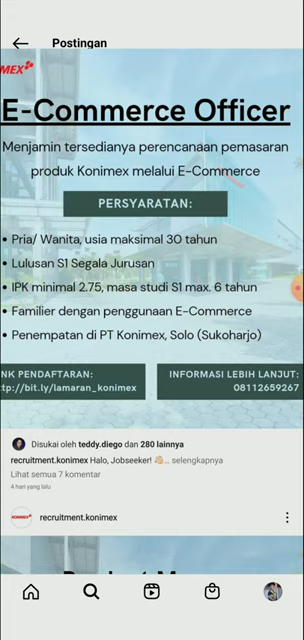 Postingan
MEX
E-Commerce Officer
Menjamin tersedianya perencanaan pemasaran
produk Konimex melalui E-Commerce
PERSYARATAN:
• Pria/ Wanita, usia maksimal 30 tahun
• Lulusan S1 Segala Jurusan
• IPK minimal 2.75, masa studi S1 max. 6 tahun
• Familier dengan penggunaan E-Commerce
• Penempatan di PT Konimex, Solo (Sukoharjo)
NK PENDAFTARAN:
tp://bit.ly/lamaran_konimex
INFORMASI LEBIH LANJUT:
08112659267
Disukai oleh teddy.diego dan 280 lainnya
recruitment.konimex Halo, Jobseeker! 👋🏻... selengkapnya
Lihat semua 7 komentar
4 hari yang lalu
KONIMEX
recruitment.konimex